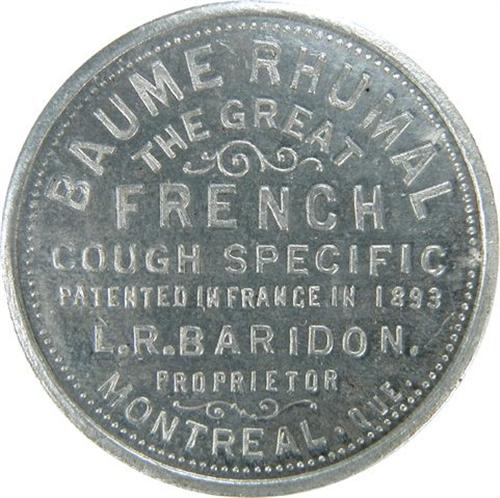 BAUME RHUMAL
THE GREAT
FRENCH
COUGH SPECIFIC
PATENTED IN FRANCE IN 1893
L.R.BARIDON.
PROPRIETOR
MONTREAL. QUE.